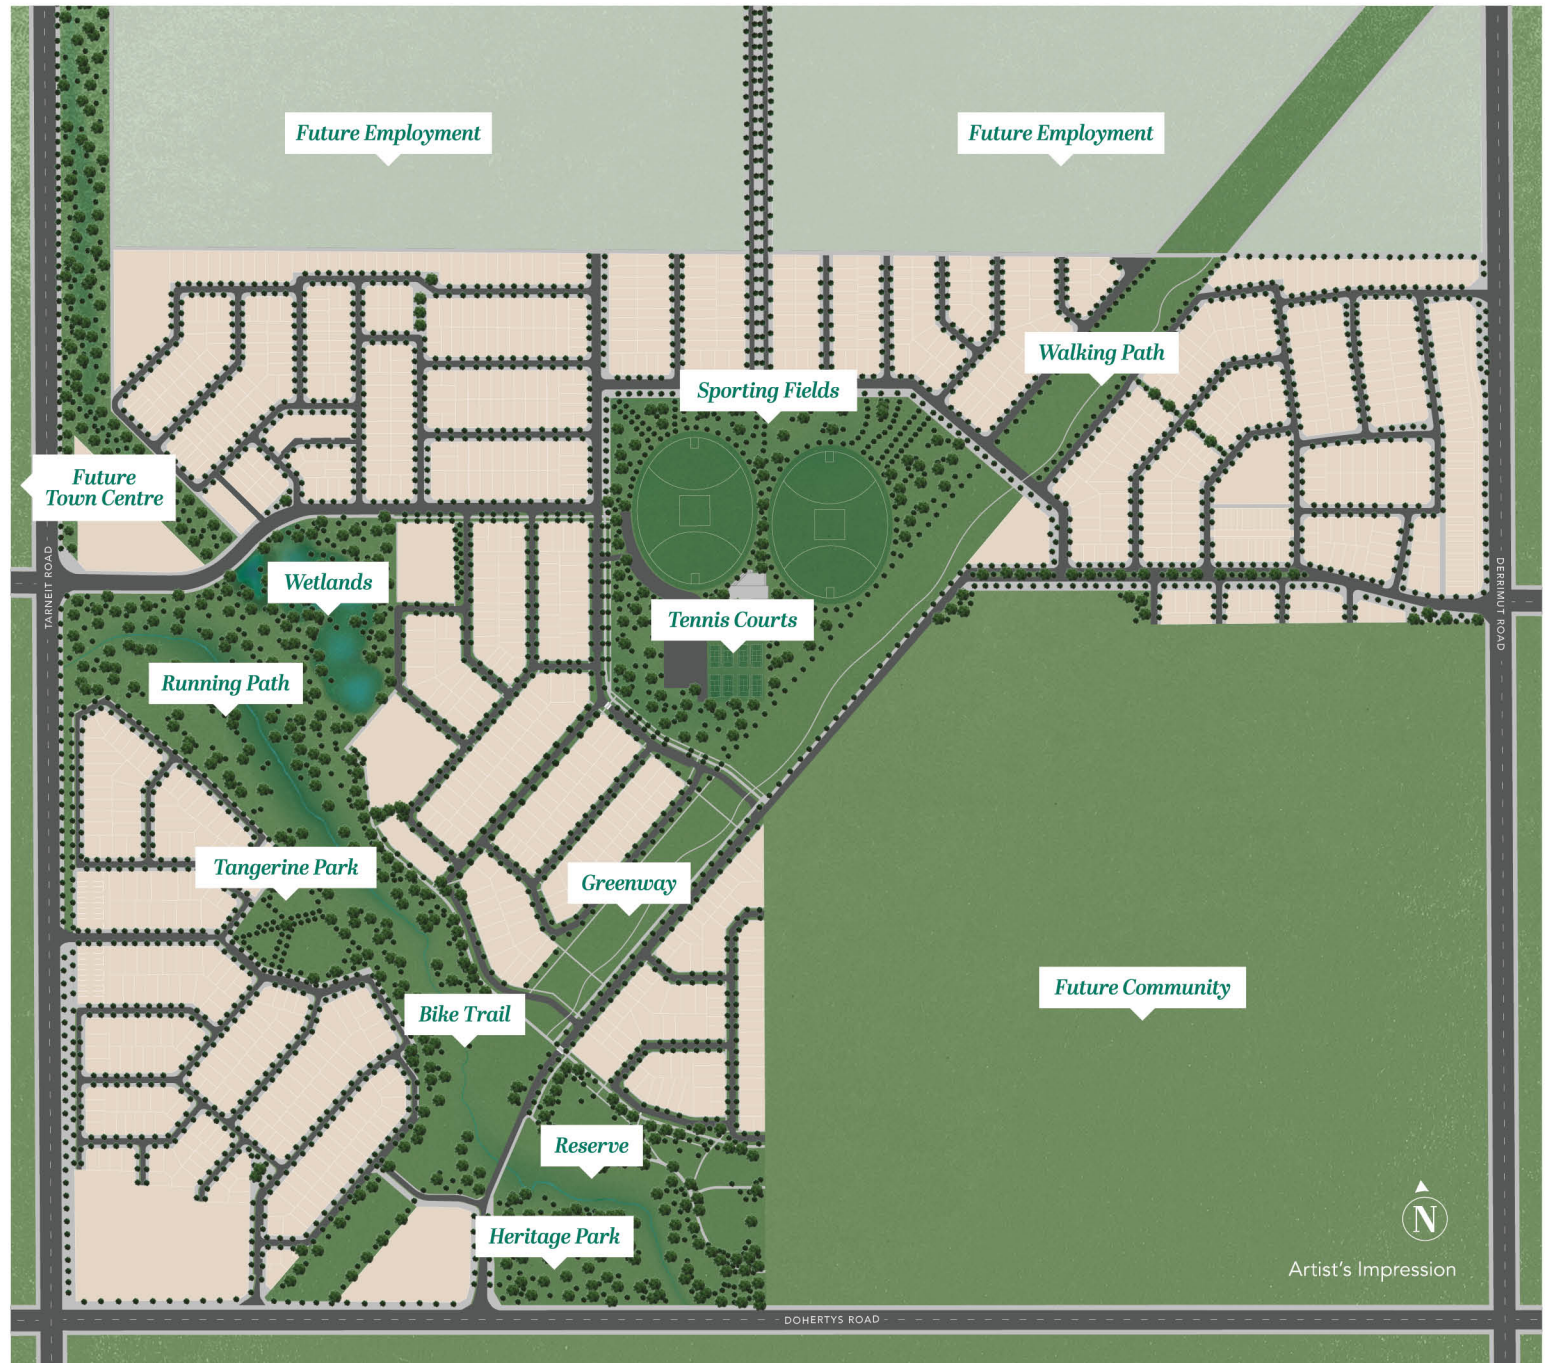 Future Employment
Future Employment
Walking Path
Sporting Fields
Future
Town Centre
TARNEIT ROAD
Wetlands
DERRIMUT ROAD
Tennis Courts
Running Path
Tangerine Park
Greenway
Future Community
Bike Trail
Reserve
Heritage Park
N
Artist's Impression
DOHERTYS ROAD